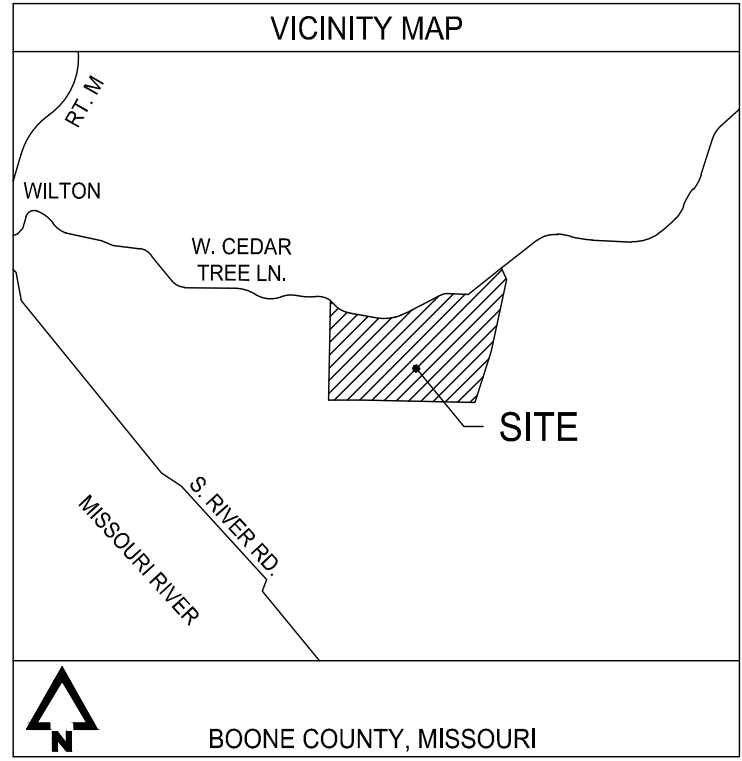 VICINITY MAP
RT. M
WILTON
W. CEDAR
TREE LN.
SITE
S. RIVER RD.
MISSOURI RIVER
N
BOONE COUNTY, MISSOURI